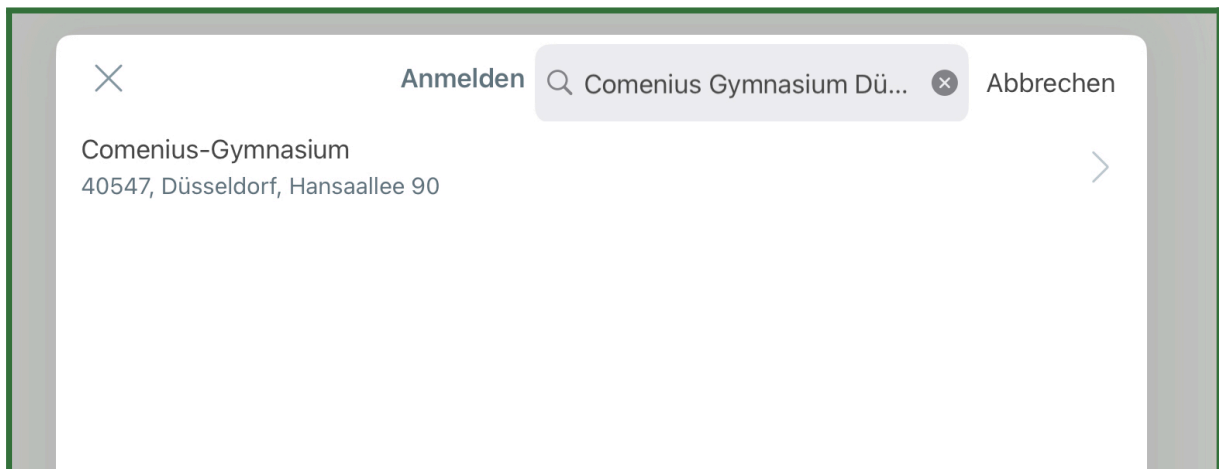 Anmelden
Comenius Gymnasium Dü...
Abbrechen
Comenius-Gymnasium
40547, Düsseldorf, Hansaallee 90